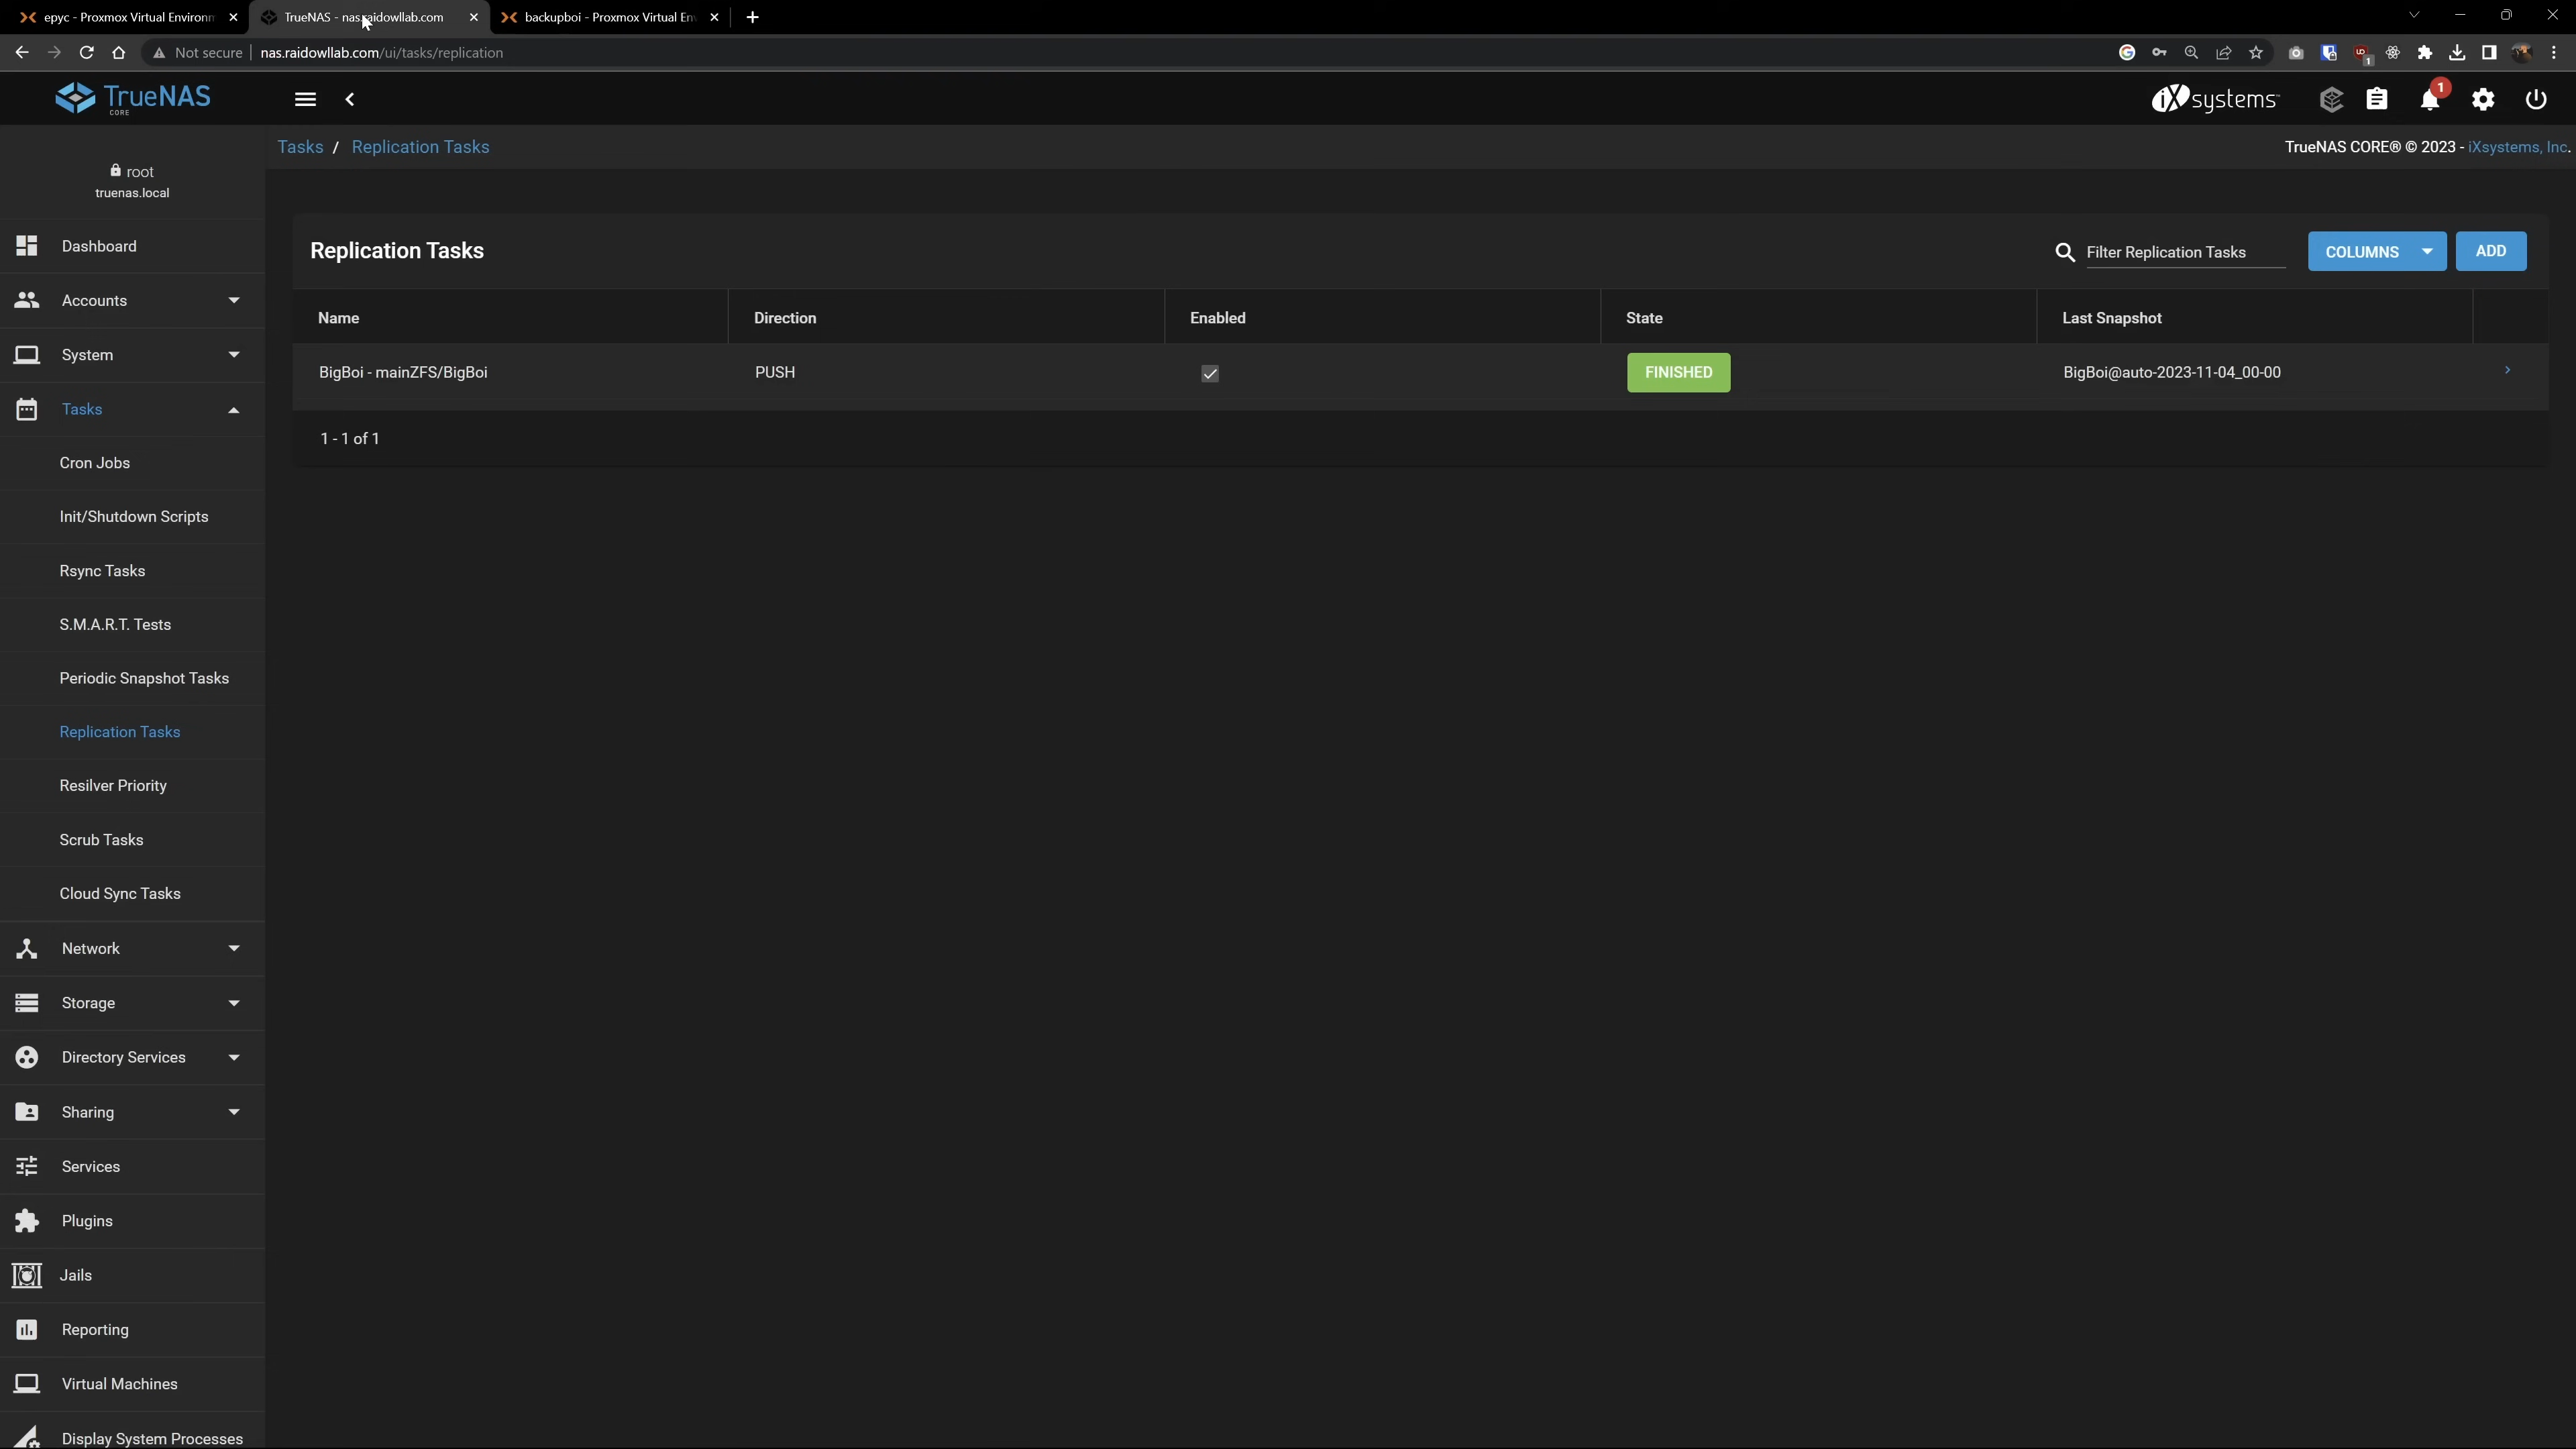 epyc - Proxmox Virtual Environm
TrueNAS - nas.raidowllab.com
backupboi - Proxmox Virtual En
Not secure
nas.raidowllab.com/ui/tasks/replication
1
TrueNAS
CORE
iXsystems
1
root
truenas.local
Tasks / Replication Tasks
TrueNAS CORE® © 2023 - iXsystems, Inc.
Dashboard
Accounts
System
Tasks
Cron Jobs
Init/Shutdown Scripts
Rsync Tasks
S.M.A.R.T. Tests
Periodic Snapshot Tasks
Replication Tasks
Resilver Priority
Scrub Tasks
Cloud Sync Tasks
Network
Storage
Directory Services
Sharing
Services
Plugins
Jails
Reporting
Virtual Machines
Display System Processes
Replication Tasks
Filter Replication Tasks
COLUMNS
ADD
Name Direction Enabled State Last Snapshot
BigBoi - mainZFS/BigBoi PUSH FINISHED BigBoi@auto-2023-11-04_00-00
1 - 1 of 1